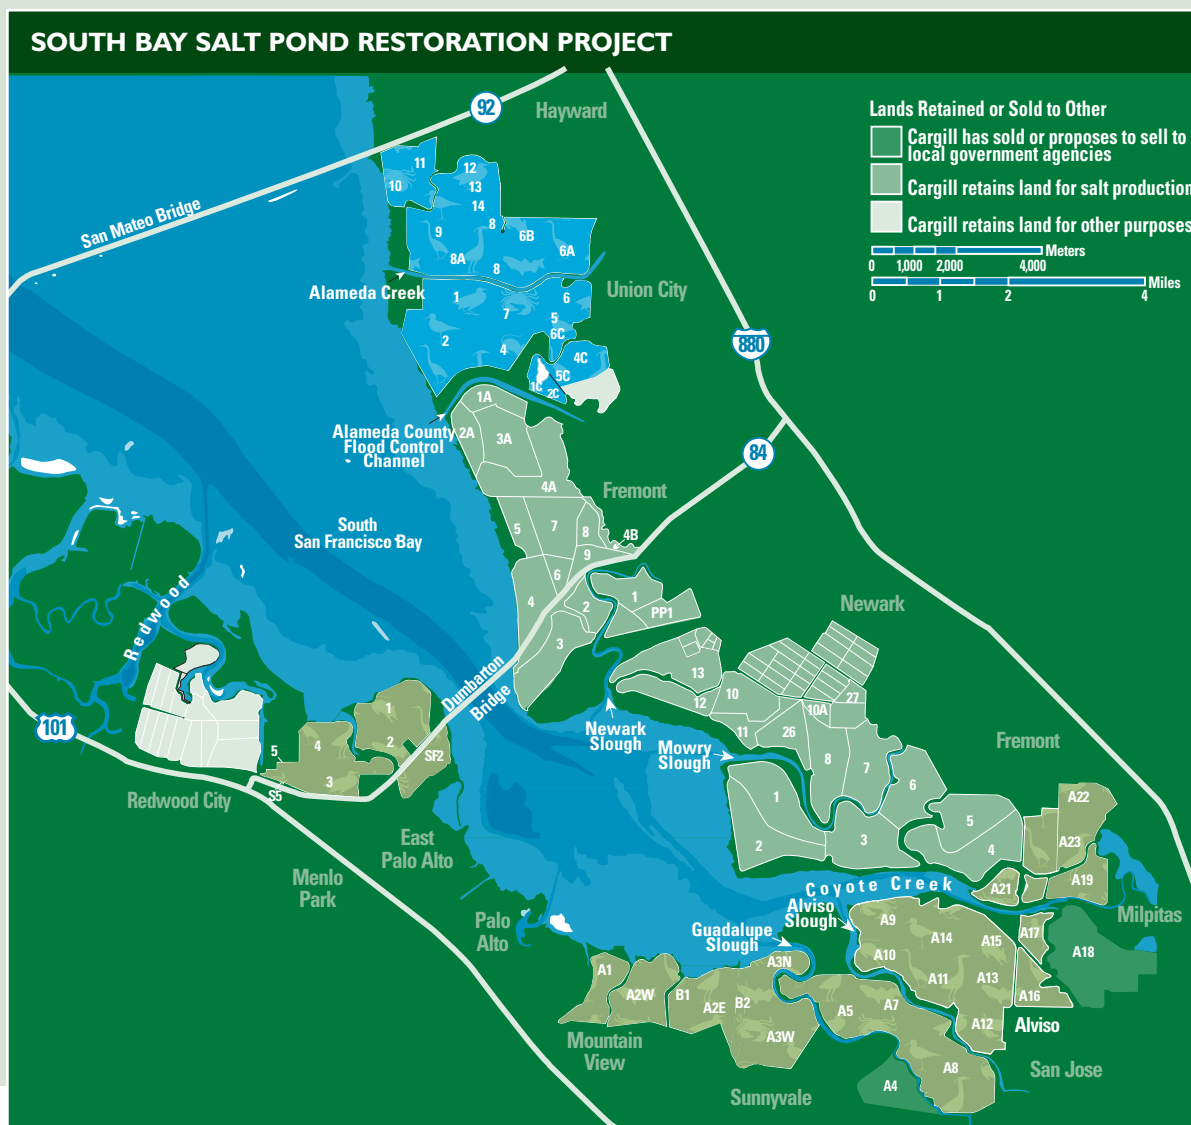 SOUTH BAY SALT POND RESTORATION PROJECT
92
Hayward
Lands Retained or Sold to Other
Cargill has sold or proposes to sell to
local government agencies
Cargill retains land for salt production
Cargill retains land for other purposes
Meters
0 1,000 2,000 4,000
Miles
0 1 2 4
San Mateo Bridge
11
10
12
13
14
9
8
6B
6A
8A
8
Alameda Creek
Union City
1
6
7
5
6C
2
4
4C
5C
1C
2C
880
1A
2A
3A
Alameda County
Flood Control
Channel
84
4A
Fremont
South
San Francisco Bay
5
7
8
4B
9
6
4
2
3
1
PP1
Newark
Redwood
Dumbarton
Bridge
13
12
10
10A
27
11
26
8
7
6
Newark
Slough
Mowry
Slough
Fremont
101
1
2
SF2
4
5
3
S5
Redwood City
1
2
3
5
4
A22
A23
A21
A19
East
Palo Alto
Menlo
Park
Palo
Alto
Coyote Creek
Alviso
Slough
Guadalupe
Slough
Milpitas
A9
A14
A15
A17
A18
A10
A11
A13
A16
A12
Alviso
A3N
A1
A2W
B1
A2E
B2
A3W
A5
A7
A8
A4
Mountain
View
Sunnyvale
San Jose